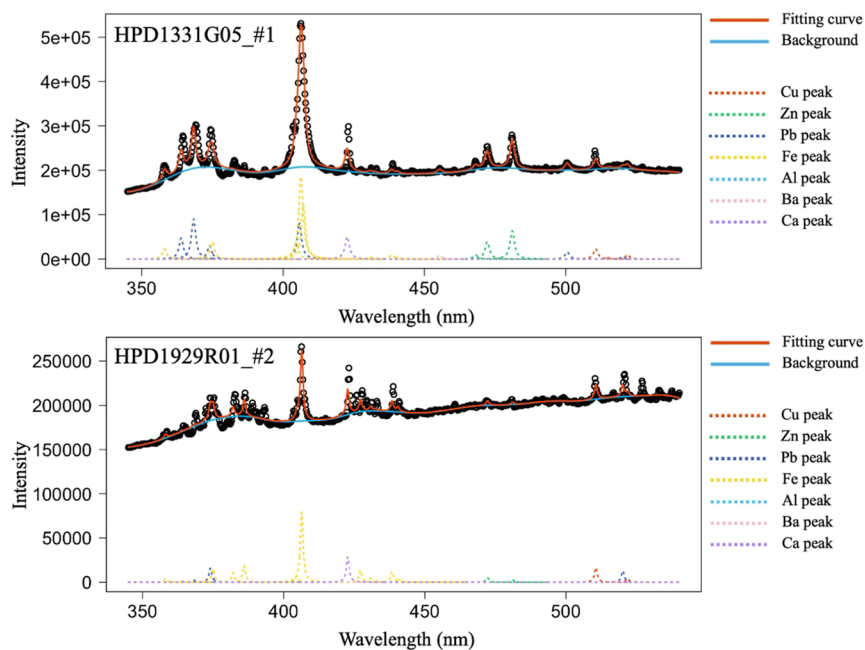 HPD1331G05_#1
Intensity
5e+05
4e+05
3e+05
2e+05
1e+05
0e+00
350 400 450 500
Wavelength (nm)
Fitting curve
Background
Cu peak
Zn peak
Pb peak
Fe peak
Al peak
Ba peak
Ca peak
HPD1929R01_#2
Intensity
250000
200000
150000
100000
50000
0
350 400 450 500
Wavelength (nm)
Fitting curve
Background
Cu peak
Zn peak
Pb peak
Fe peak
Al peak
Ba peak
Ca peak